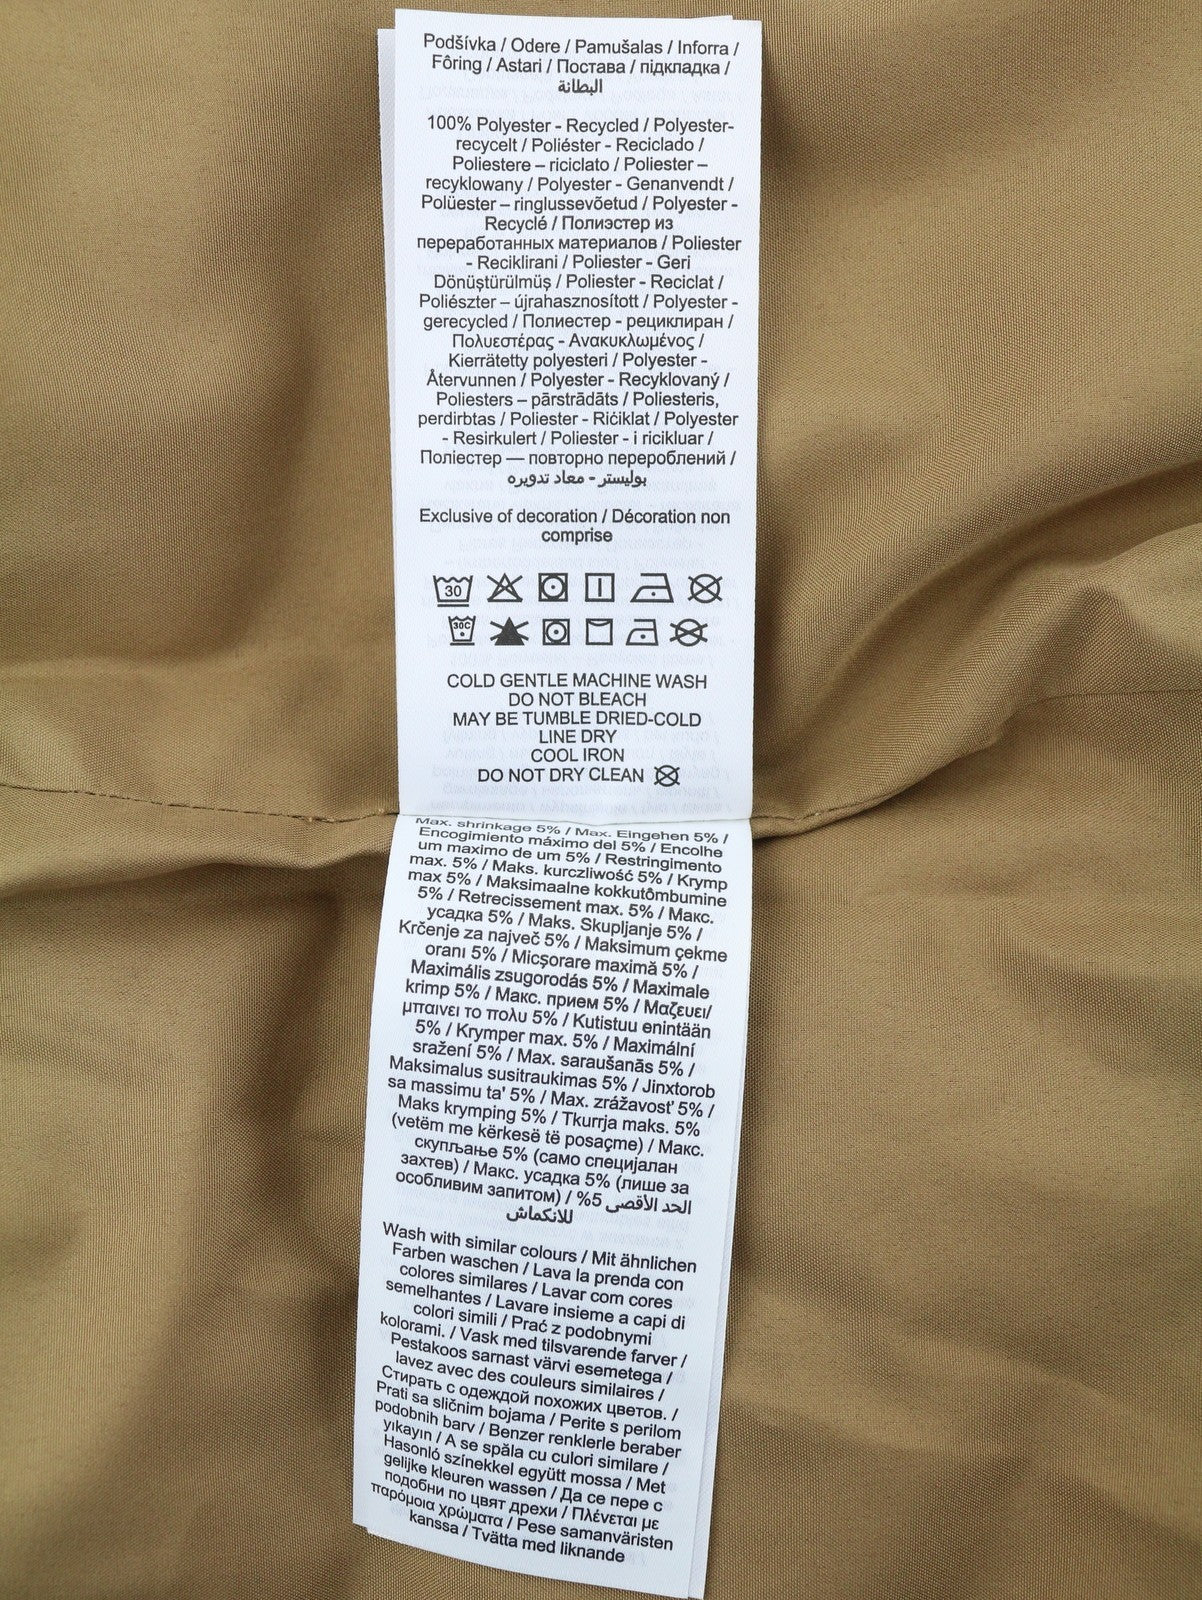 Podšívka / Odere / Pamušalas / Inforra /
Fôring / Astari / Постава / підкладка /
البطانة
100% Polyester - Recycled / Polyester-
recycelt / Poliéster - Reciclado /
Poliestere – riciclato / Poliester –
recyklowany / Polyester - Genanvendt /
Polüester – ringlussevõetud / Polyester -
Recyclé / Полиэстер из
переработанных материалов / Poliester
- Reciklirani / Poliester - Geri
Dönüştürülmüş / Poliester - Reciclat /
Poliészter – újrahasznosított / Polyester -
gerecycled / Полиестер - рециклиран /
Πολυεστέρας - Ανακυκλωμένος /
Kierrätetty polyesteri / Polyester -
Återvunnen / Polyester - Recyklovaný /
Poliesters – pārstrādāts / Poliesteris,
perdirbtas / Poliester - Riċiklat / Polyester
- Resirkulert / Poliester - i ricikluar /
Поліестер — повторно перероблений /
بوليستر - معاد تدويره
Exclusive of decoration / Décoration non
comprise
30
30C
COLD GENTLE MACHINE WASH
DO NOT BLEACH
MAY BE TUMBLE DRIED-COLD
LINE DRY
COOL IRON
DO NOT DRY CLEAN
Max. shrinkage 5% / Max. Eingehen 5% /
Encogimiento máximo del 5% / Encolhe
um maximo de um 5% / Restringimento
max. 5% / Maks. kurczliwość 5% / Krymp
max 5% / Maksimaalne kokkutõmbumine
5% / Retrecissement max. 5% / Макс.
усадка 5% / Maks. Skupljanje 5% /
Krčenje za največ 5% / Maksimum çekme
oranı 5% / Micşorare maximă 5% /
Maximális zsugorodás 5% / Maximale
krimp 5% / Макс. прием 5% / Μαζευει/
μπαινει το πολυ 5% / Kutistuu enintään
5% / Krymper max. 5% / Maximální
sražení 5% / Max. saraušanās 5% /
Maksimalus susitraukimas 5% / Jinxtorob
sa massimu ta' 5% / Max. zrážavosť 5% /
Maks krymping 5% / Tkurrja maks. 5%
(vetëm me kërkesë të posaçme) / Макс.
скупљање 5% (само специјалан
захтев) / Макс. усадка 5% (лише за
особливим запитом) / %5 الحد الأقصى
للانكماش
Wash with similar colours / Mit ähnlichen
Farben waschen / Lava la prenda con
colores similares / Lavar com cores
semelhantes / Lavare insieme a capi di
colori simili / Prać z podobnymi
kolorami. / Vask med tilsvarende farver /
Pestakoos sarnast värvi esemetega /
lavez avec des couleurs similaires /
Стирать с одеждой похожих цветов. /
Prati sa sličnim bojama / Perite s perilom
podobnih barv / Benzer renklerle beraber
yıkayın / A se spăla cu culori similare /
Hasonló színekkel együtt mossa / Met
gelijke kleuren wassen / Да се пере с
подобни по цвят дрехи / Πλένεται με
παρόμοια χρώματα / Pese samanväristen
kanssa / Tvätta med liknande